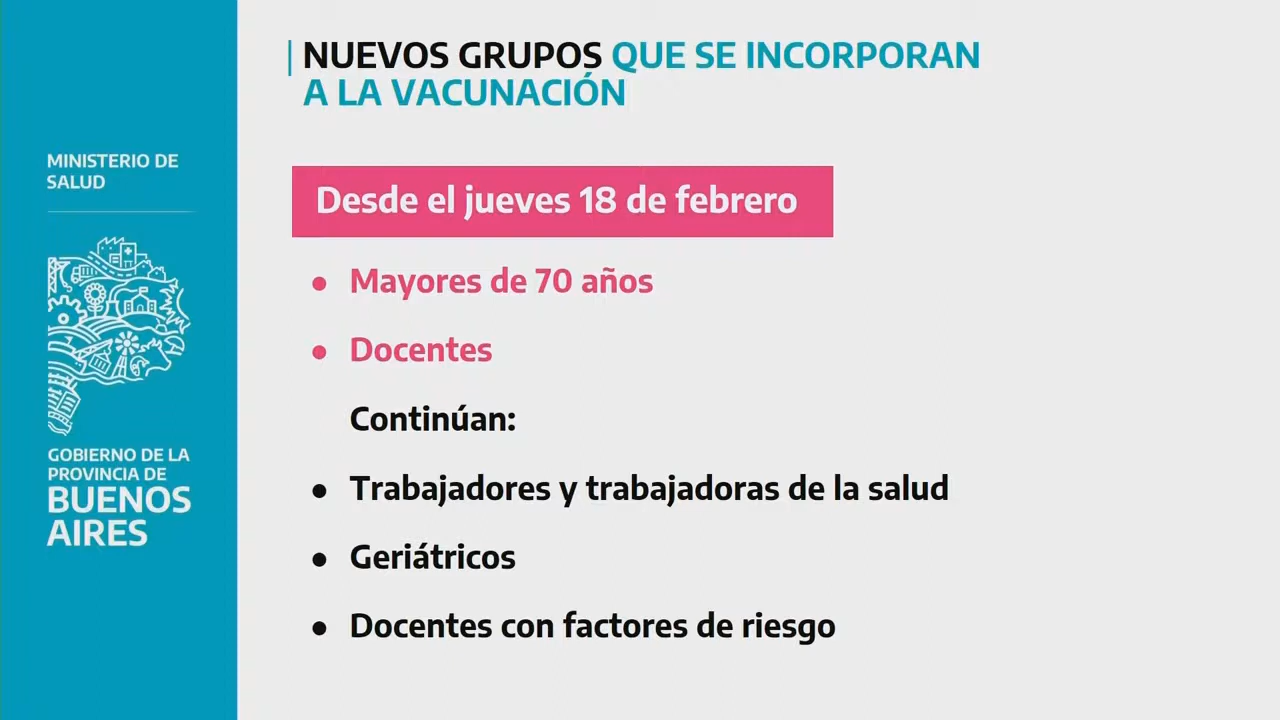 NUEVOS GRUPOS QUE SE INCORPORAN
A LA VACUNACIÓN
MINISTERIO DE
SALUD
GOBIERNO DE LA
PROVINCIA DE
BUENOS
AIRES
Desde el jueves 18 de febrero
• Mayores de 70 años
• Docentes
Continúan:
• Trabajadores y trabajadoras de la salud
• Geriátricos
• Docentes con factores de riesgo